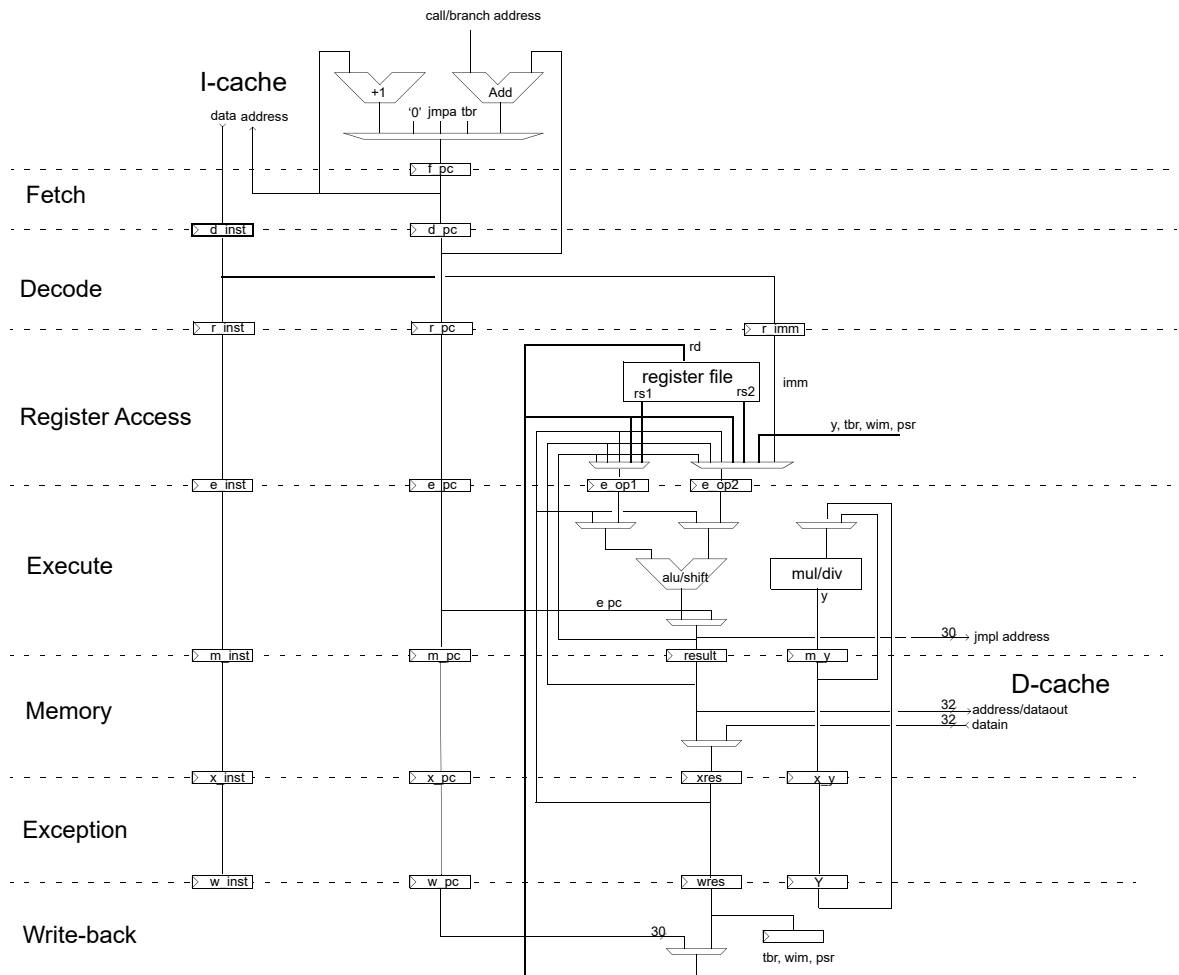 call/branch address
I-cache
+1
Add
data address
'0' jmpa tbr
f_pc
Fetch
d_inst
d_pc
Decode
r_inst
r_pc
r_imm
rd
register file
rs1
rs2
imm
Register Access
y, tbr, wim, psr
e_inst
e_pc
e_op1
e_op2
Execute
alu/shift
mul/div
y
e pc
30
jmpl address
m_inst
m_pc
result
m_y
D-cache
Memory
32
address/dataout
32
datain
x_inst
x_pc
xres
x_y
Exception
w_inst
w_pc
wres
Y
Write-back
30
tbr, wim, psr